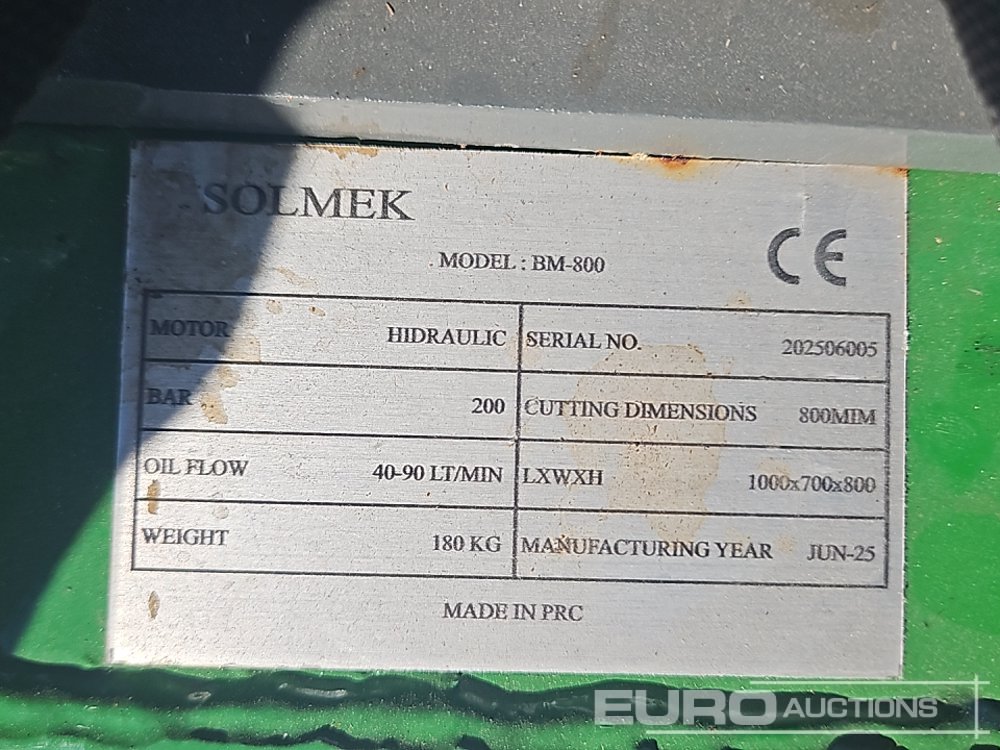 SOLMEK
MODEL : BM-800
CE
MOTOR HIDRAULIC SERIAL NO. 202506005
BAR 200 CUTTING DIMENSIONS 800MIM
OIL FLOW 40-90 LT/MIN LXWXH 1000x700x800
WEIGHT 180 KG MANUFACTURING YEAR JUN-25
MADE IN PRC
EURO AUCTIONS